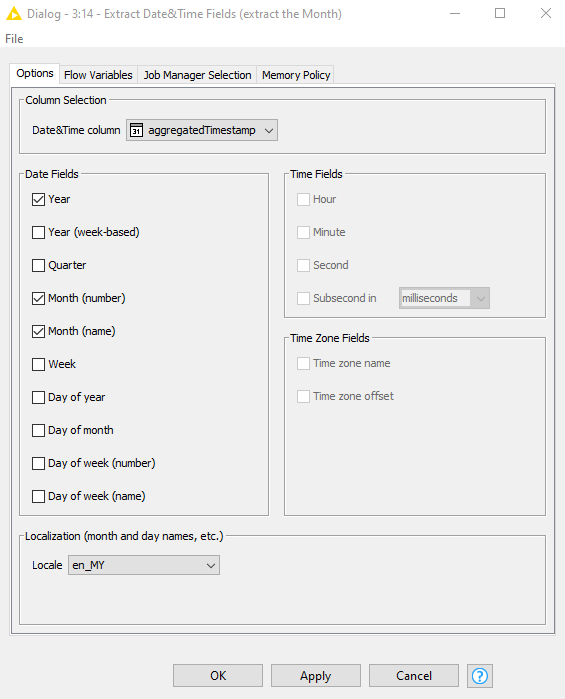 Dialog - 3:14 - Extract Date&Time Fields (extract the Month)
File
Options Flow Variables Job Manager Selection Memory Policy
Column Selection
Date&Time column 31 aggregatedTimestamp
Date Fields
Year
Year (week-based)
Quarter
Month (number)
Month (name)
Week
Day of year
Day of month
Day of week (number)
Day of week (name)
Time Fields
Hour
Minute
Second
Subsecond in milliseconds
Time Zone Fields
Time zone name
Time zone offset
Localization (month and day names, etc.)
Locale en_MY
OK Apply Cancel ?